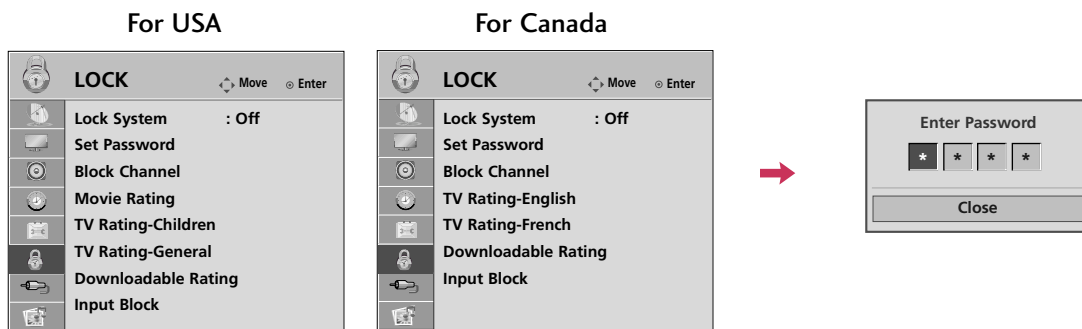 For USA
LOCK
Move
Enter
Lock System : Off
Set Password
Block Channel
Movie Rating
TV Rating-Children
TV Rating-General
Downloadable Rating
Input Block
For Canada
LOCK
Move
Enter
Lock System : Off
Set Password
Block Channel
TV Rating-English
TV Rating-French
Downloadable Rating
Input Block
Enter Password
* * * *
Close